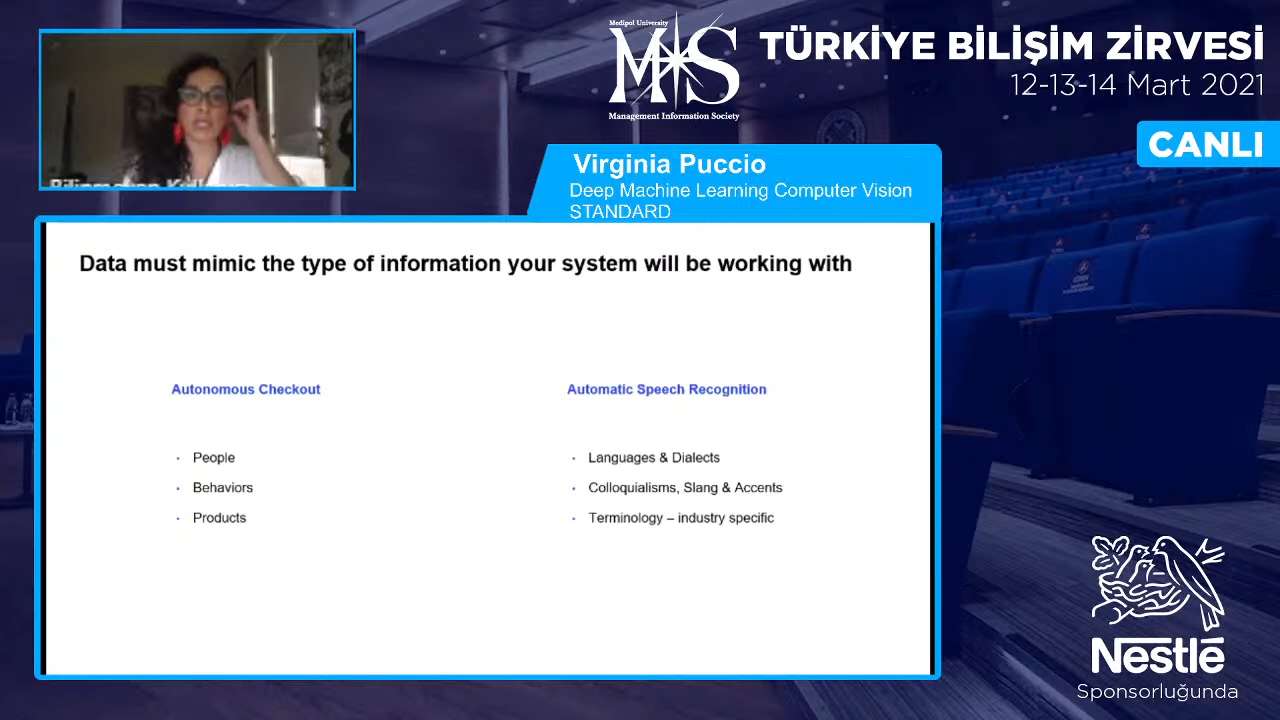 Medipol University
MIS
Management Information Society
TÜRKİYE BİLİŞİM ZİRVESİ
12-13-14 Mart 2021
CANLI
Virginia Puccio
Deep Machine Learning Computer Vision
STANDARD
Data must mimic the type of information your system will be working with
Autonomous Checkout
· People
· Behaviors
· Products
Automatic Speech Recognition
· Languages & Dialects
· Colloquialisms, Slang & Accents
· Terminology – industry specific
Nestlé
Sponsorluğunda